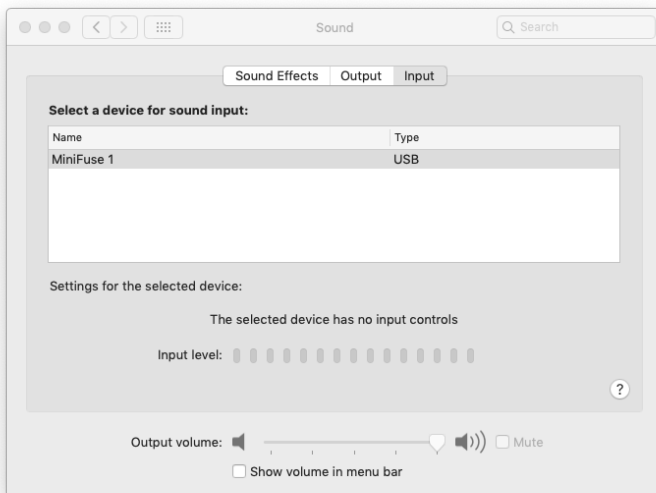 Sound
Search
Sound Effects Output Input
Select a device for sound input:
Name Type
MiniFuse 1 USB
Settings for the selected device:
The selected device has no input controls
Input level:
?
Output volume: Mute
Show volume in menu bar